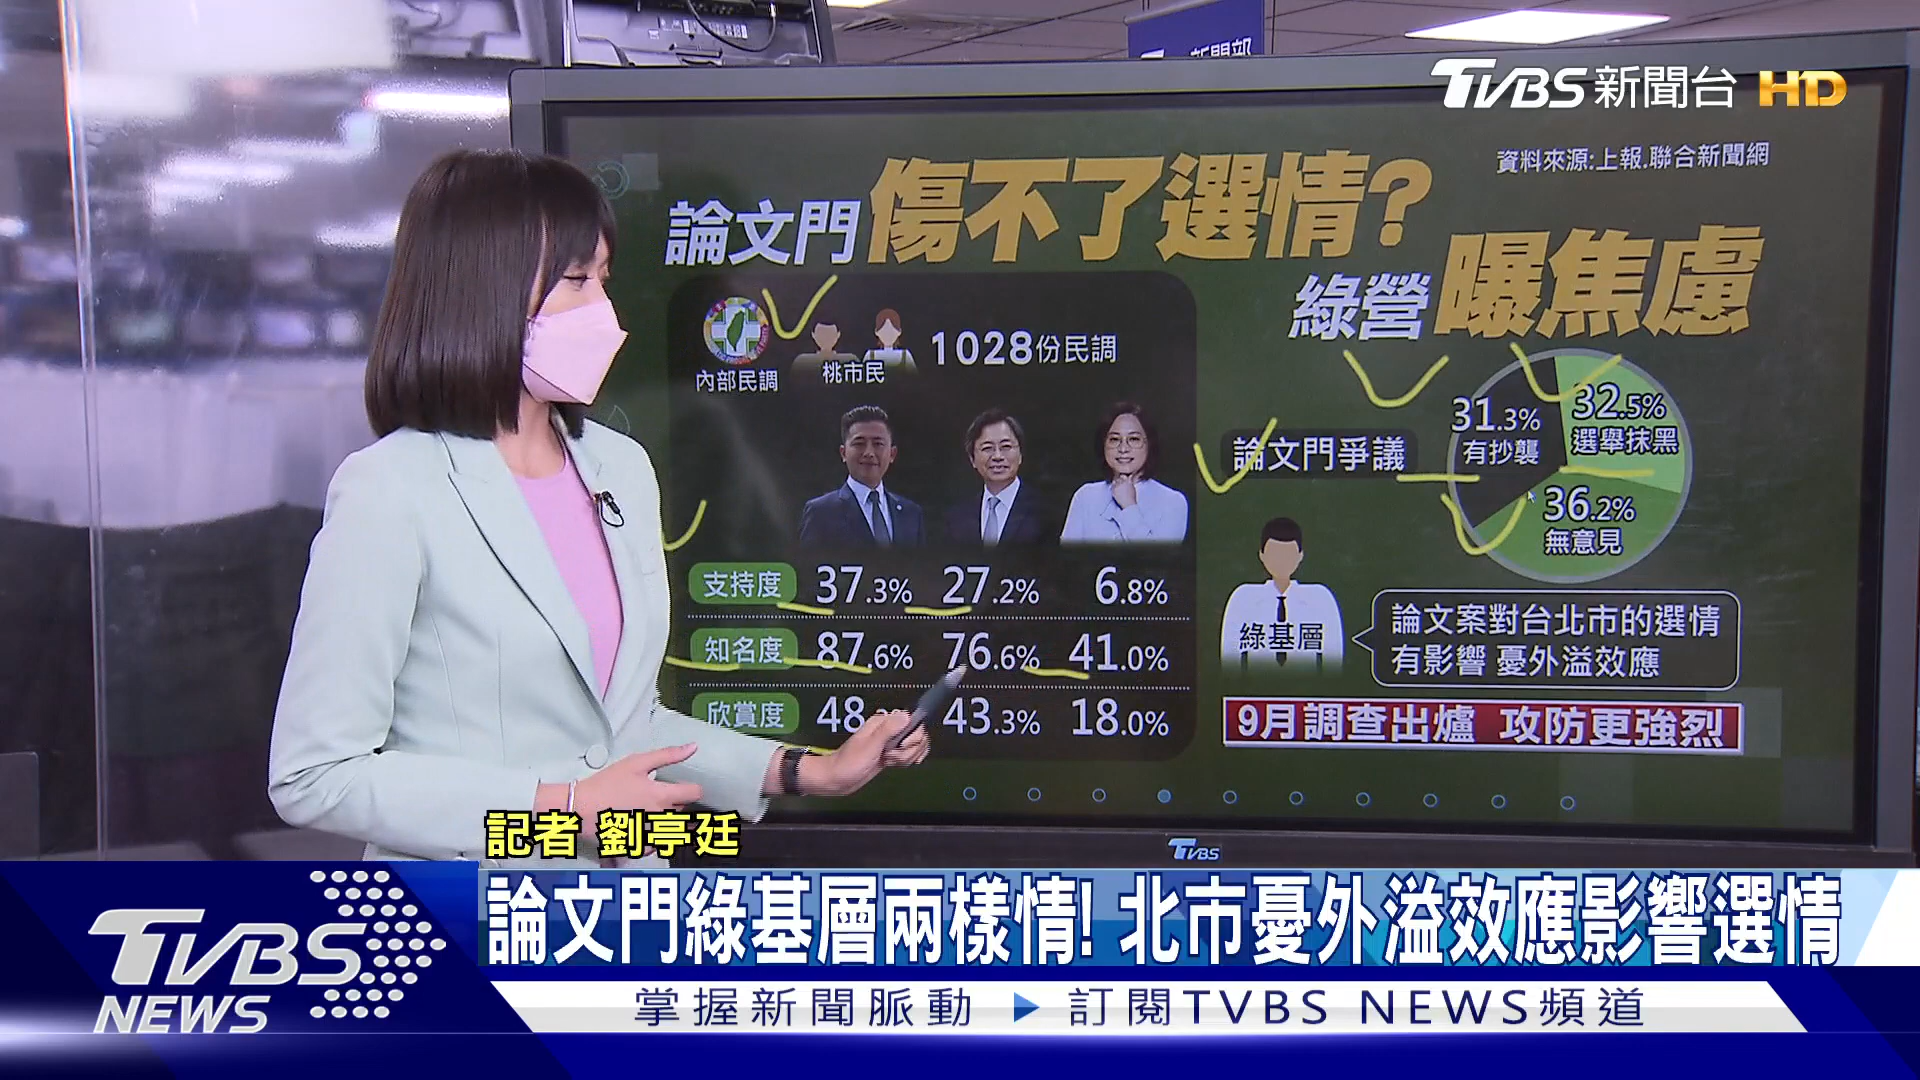 新聞部
TVBS新聞台 HD
資料來源:上報.聯合新聞網
論文門傷不了選情?
綠營曝焦慮
內部民調
桃市民
1028份民調
支持度 37.3% 27.2% 6.8%
知名度 87.6% 76.6% 41.0%
欣賞度 48 43.3% 18.0%
論文門爭議
31.3%
有抄襲
32.5%
選舉抹黑
36.2%
無意見
綠基層
論文案對台北市的選情
有影響 憂外溢效應
9月調查出爐 攻防更強烈
TVBS
記者 劉亭廷
論文門綠基層兩樣情! 北市憂外溢效應影響選情
TVBS
NEWS
掌握新聞脈動 ▶ 訂閱TVBS NEWS頻道